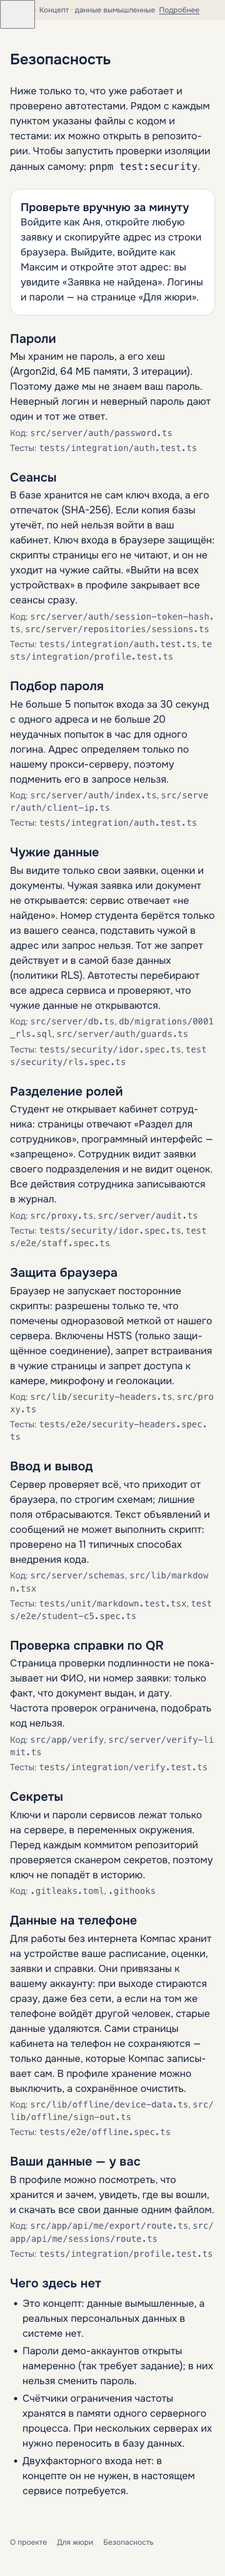 Концепт · данные вымышленные Подробнее
Безопасность
Ниже только то, что уже работает и
проверено автотестами. Рядом с каждым
пунктом указаны файлы с кодом и
тестами: их можно открыть в репозито-
рии. Чтобы запустить проверки изоляции
данных самому: pnpm test:security.
Проверьте вручную за минуту
Войдите как Аня, откройте любую
заявку и скопируйте адрес из строки
браузера. Выйдите, войдите как
Максим и откройте этот адрес: вы
увидите «Заявка не найдена». Логины
и пароли — на странице «Для жюри».
Пароли
Мы храним не пароль, а его хеш
(Argon2id, 64 МБ памяти, 3 итерации).
Поэтому даже мы не знаем ваш пароль.
Неверный логин и неверный пароль дают
один и тот же ответ.
Код: src/server/auth/password.ts
Тесты: tests/integration/auth.test.ts
Сеансы
В базе хранится не сам ключ входа, а его
отпечаток (SHA-256). Если копия базы
утечёт, по ней нельзя войти в ваш
кабинет. Ключ входа в браузере защищён:
скрипты страницы его не читают, и он не
уходит на чужие сайты. «Выйти на всех
устройствах» в профиле закрывает все
сеансы сразу.
Код: src/server/auth/session-token-hash.
ts, src/server/repositories/sessions.ts
Тесты: tests/integration/auth.test.ts, te
sts/integration/profile.test.ts
Подбор пароля
Не больше 5 попыток входа за 30 секунд
с одного адреса и не больше 20
неудачных попыток в час для одного
логина. Адрес определяем только по
нашему прокси-серверу, поэтому
подменить его в запросе нельзя.
Код: src/server/auth/index.ts, src/serve
r/auth/client-ip.ts
Тесты: tests/integration/auth.test.ts
Чужие данные
Вы видите только свои заявки, оценки и
документы. Чужая заявка или документ
не открывается: сервис отвечает «не
найдено». Номер студента берётся только
из вашего сеанса, подставить чужой в
адрес или запрос нельзя. Тот же запрет
действует и в самой базе данных
(политики RLS). Автотесты перебирают
все адреса сервиса и проверяют, что
чужие данные не открываются.
Код: src/server/db.ts, db/migrations/0001
_rls.sql, src/server/auth/guards.ts
Тесты: tests/security/idor.spec.ts, test
s/security/rls.spec.ts
Разделение ролей
Студент не открывает кабинет сотруд-
ника: страницы отвечают «Раздел для
сотрудников», программный интерфейс —
«запрещено». Сотрудник видит заявки
своего подразделения и не видит оценок.
Все действия сотрудника записываются
в журнал.
Код: src/proxy.ts, src/server/audit.ts
Тесты: tests/security/idor.spec.ts, test
s/e2e/staff.spec.ts
Защита браузера
Браузер не запускает посторонние
скрипты: разрешены только те, что
помечены одноразовой меткой от нашего
сервера. Включены HSTS (только защи-
щённое соединение), запрет встраивания
в чужие страницы и запрет доступа к
камере, микрофону и геолокации.
Код: src/lib/security-headers.ts, src/pro
xy.ts
Тесты: tests/e2e/security-headers.spec.
ts
Ввод и вывод
Сервер проверяет всё, что приходит от
браузера, по строгим схемам; лишние
поля отбрасываются. Текст объявлений и
сообщений не может выполнить скрипт:
проверено на 11 типичных способах
внедрения кода.
Код: src/server/schemas, src/lib/markdow
n.tsx
Тесты: tests/unit/markdown.test.tsx, test
s/e2e/student-c5.spec.ts
Проверка справки по QR
Страница проверки подлинности не пока-
зывает ни ФИО, ни номер заявки: только
факт, что документ выдан, и дату.
Частота проверок ограничена, подобрать
код нельзя.
Код: src/app/verify, src/server/verify-li
mit.ts
Тесты: tests/integration/verify.test.ts
Секреты
Ключи и пароли сервисов лежат только
на сервере, в переменных окружения.
Перед каждым коммитом репозиторий
проверяется сканером секретов, поэтому
ключ не попадёт в историю.
Код: .gitleaks.toml, .githooks
Данные на телефоне
Для работы без интернета Компас хранит
на устройстве ваше расписание, оценки,
заявки и справки. Они привязаны к
вашему аккаунту: при выходе стираются
сразу, даже без сети, а если на том же
телефоне войдёт другой человек, старые
данные удаляются. Сами страницы
кабинета на телефон не сохраняются —
только данные, которые Компас записы-
вает сам. В профиле хранение можно
выключить, а сохранённое очистить.
Код: src/lib/offline/device-data.ts, src/
lib/offline/sign-out.ts
Тесты: tests/e2e/offline.spec.ts
Ваши данные — у вас
В профиле можно посмотреть, что
хранится и зачем, увидеть, где вы вошли,
и скачать все свои данные одним файлом.
Код: src/app/api/me/export/route.ts, src/
app/api/me/sessions/route.ts
Тесты: tests/integration/profile.test.ts
Чего здесь нет
• Это концепт: данные вымышленные, а
реальных персональных данных в
системе нет.
• Пароли демо-аккаунтов открыты
намеренно (так требует задание); в них
нельзя сменить пароль.
• Счётчики ограничения частоты
хранятся в памяти одного серверного
процесса. При нескольких серверах их
нужно переносить в базу данных.
• Двухфакторного входа нет: в
концепте он не нужен, в настоящем
сервисе потребуется.
О проекте Для жюри Безопасность